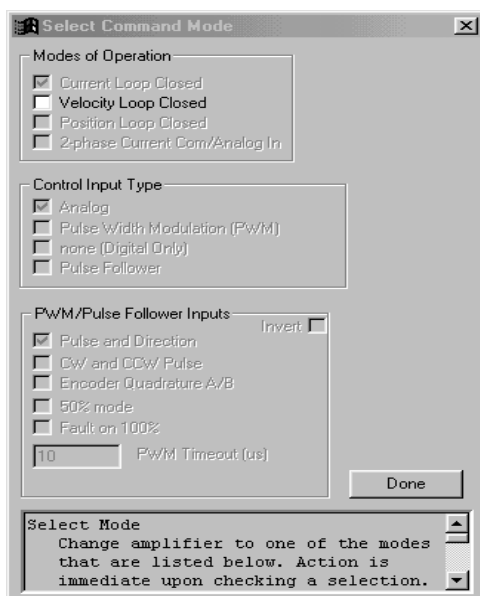 Select Command Mode
Modes of Operation
Current Loop Closed
Velocity Loop Closed
Position Loop Closed
2-phase Current Com/Analog In
Control Input Type
Analog
Pulse Width Modulation (PWM)
none (Digital Only)
Pulse Follower
PWM/Pulse Follower Inputs
Invert
Pulse and Direction
CW and CCW Pulse
Encoder Quadrature A/B
50% mode
Fault on 100%
10 PWM Timeout (us)
Done
Select Mode
Change amplifier to one of the modes
that are listed below. Action is
immediate upon checking a selection.